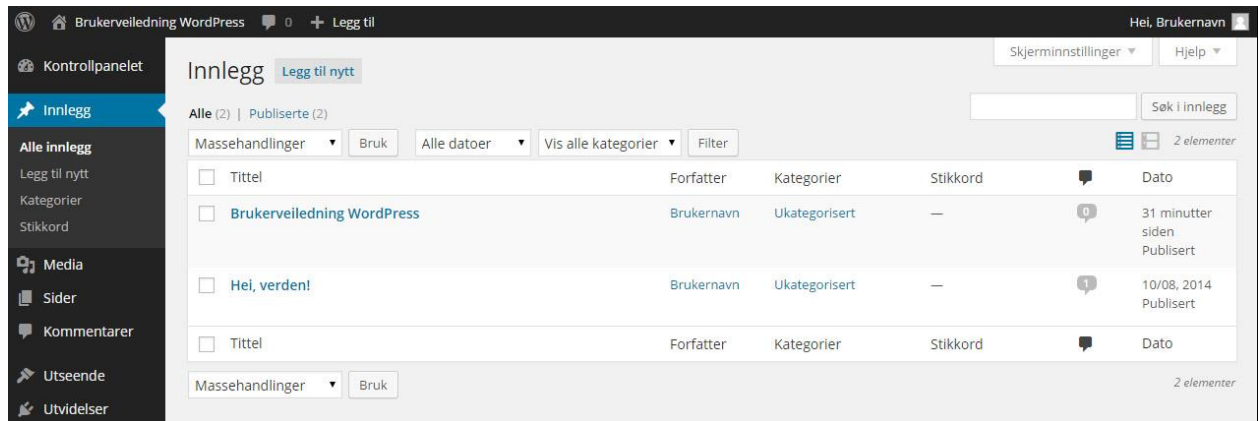 Brukerveiledning WordPress 0 + Legg til Hei, Brukernavn
Skjerminnstillinger Hjelp
Kontrollpanelet
Innlegg
Alle innlegg
Legg til nytt
Kategorier
Stikkord
Media
Sider
Kommentarer
Utseende
Utvidelser
Innlegg Legg til nytt
Alle (2) | Publiserte (2)
Søk i innlegg
Massehandlinger Bruk Alle datoer Vis alle kategorier Filter 2 elementer
Tittel Forfatter Kategorier Stikkord Dato
Brukerveiledning WordPress Brukernavn Ukategorisert — 0 31 minutter
siden
Publisert
Hei, verden! Brukernavn Ukategorisert — 1 10/08, 2014
Publisert
Tittel Forfatter Kategorier Stikkord Dato
Massehandlinger Bruk 2 elementer